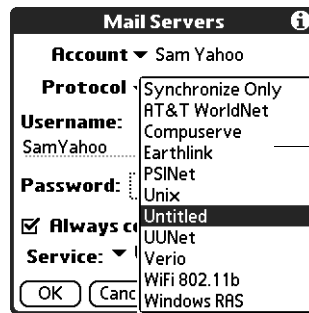 Mail Servers
Account Sam Yahoo
Protocol
Synchronize Only
AT&T WorldNet
Compuserve
Earthlink
PSINet
Unix
Untitled
UUNet
Verio
WiFi 802.11b
Windows RAS
Username:
SamYahoo
Password:
Always co
Service:
OK
Canc